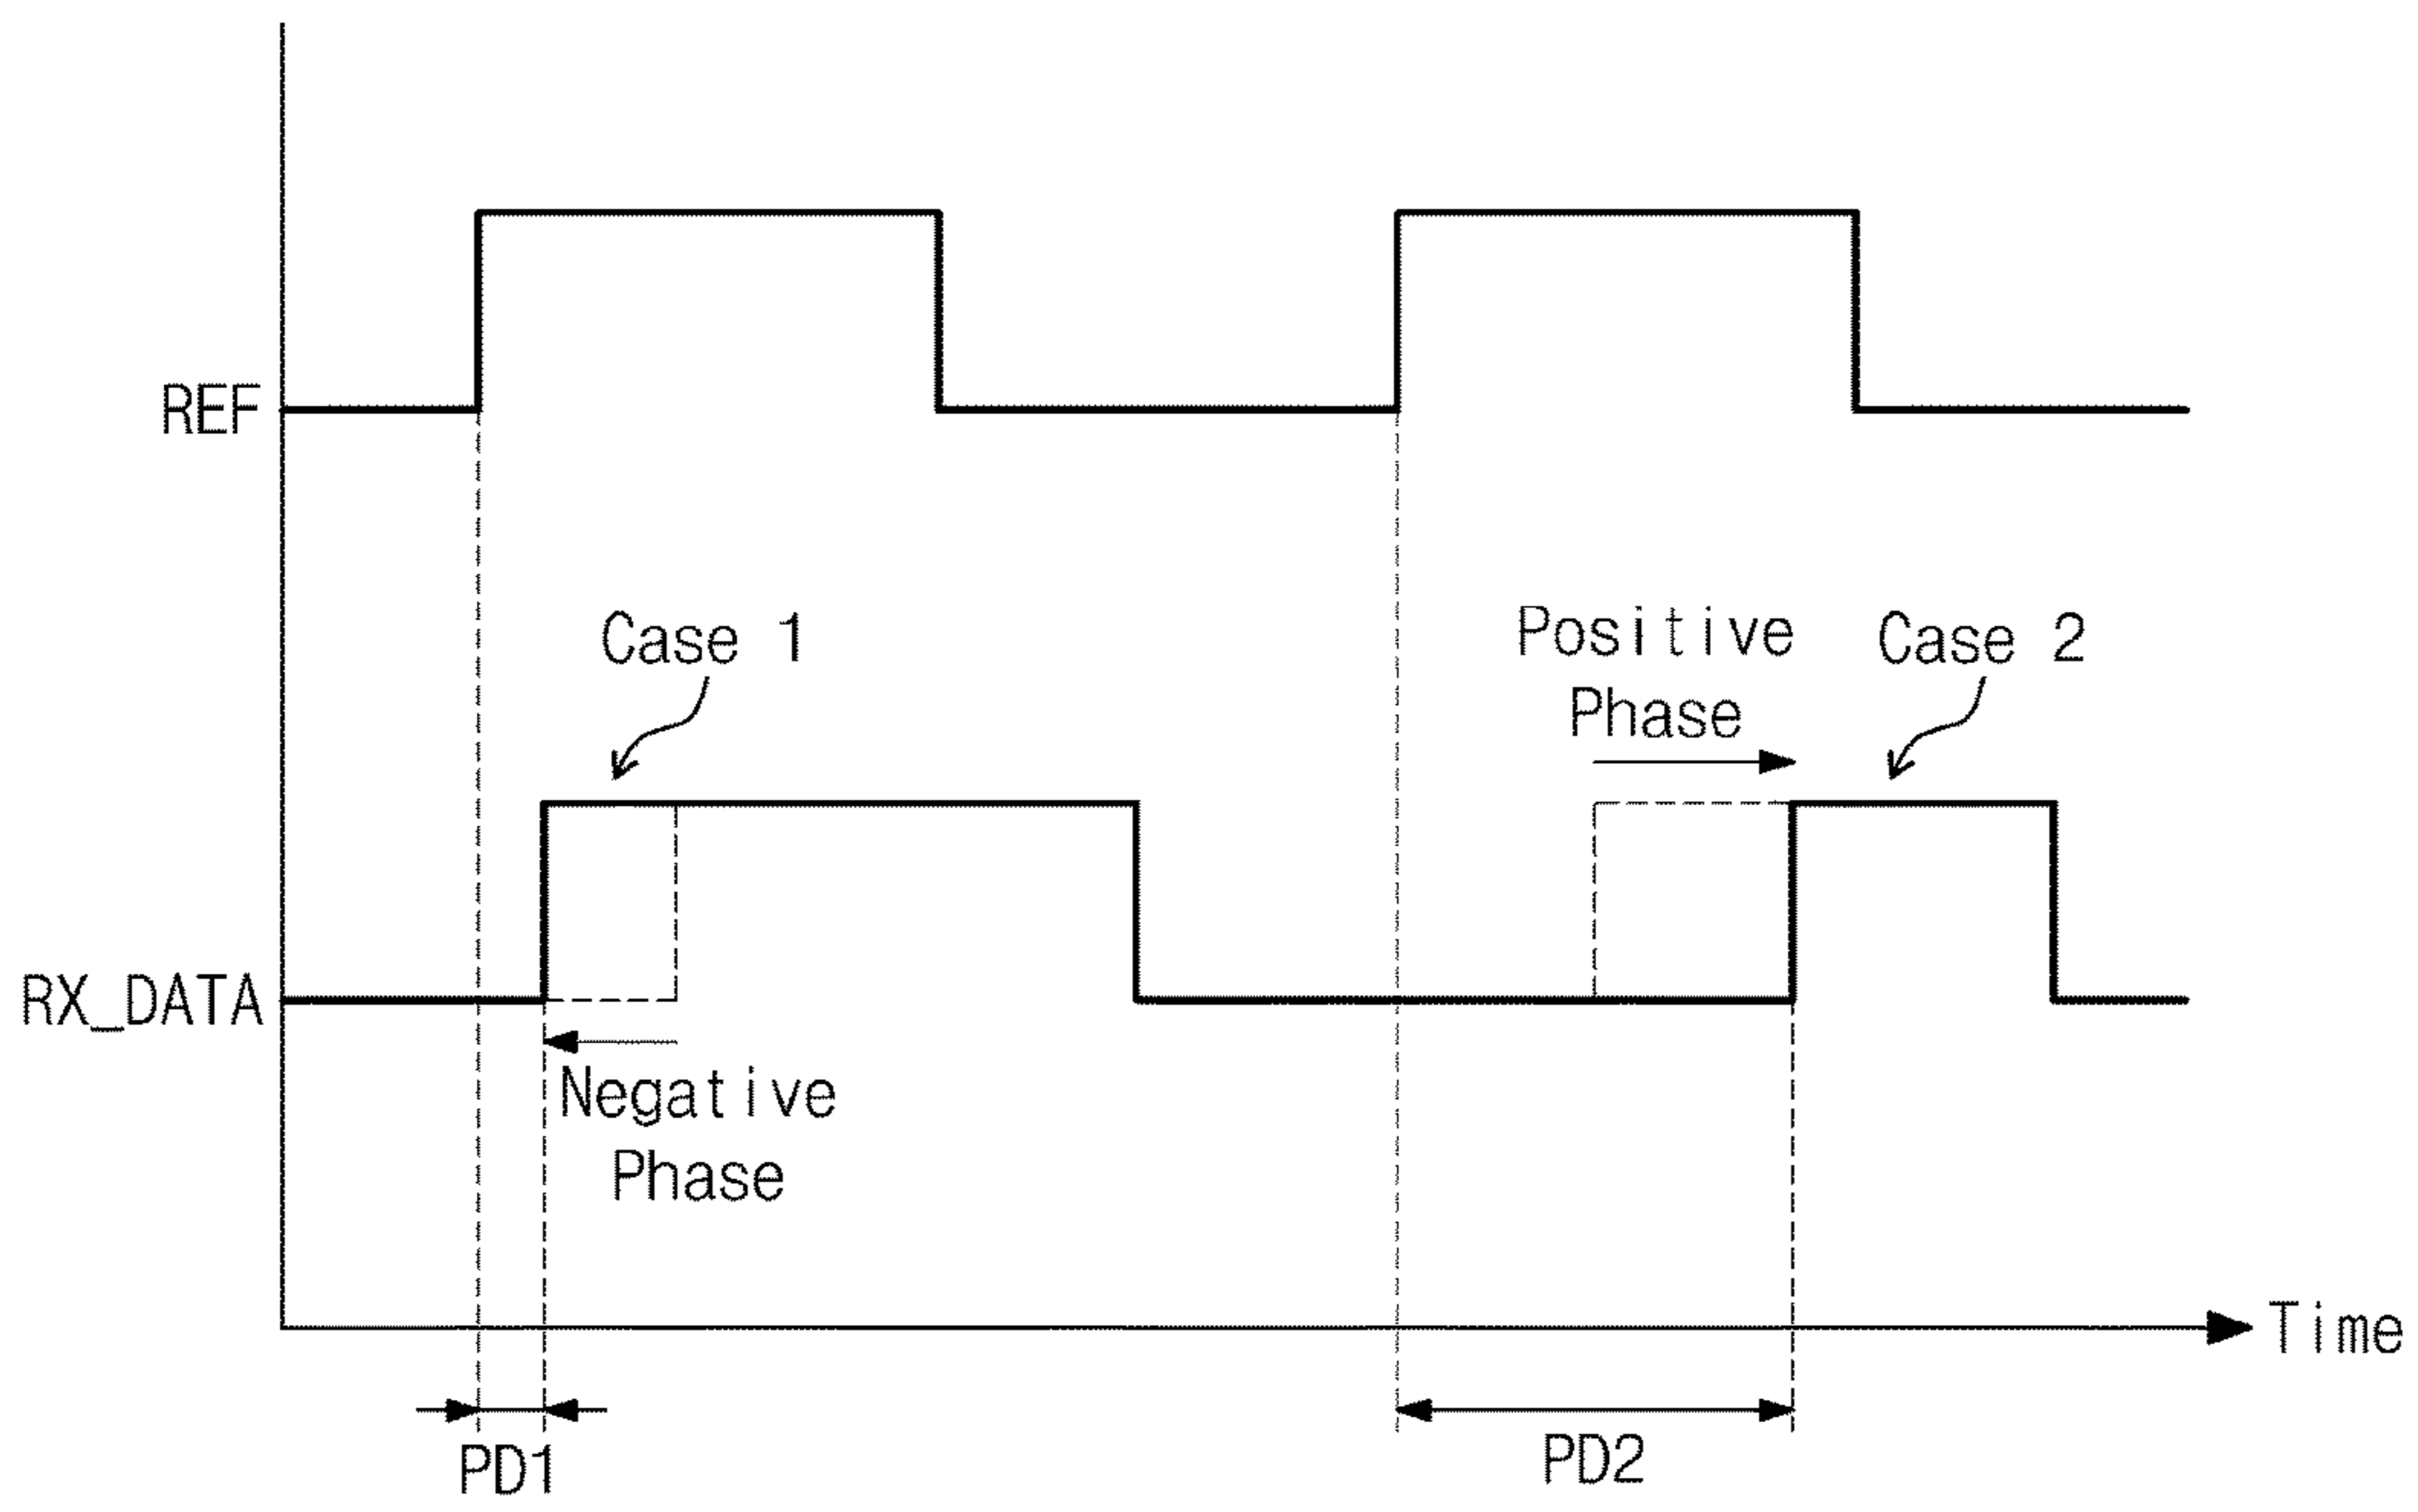 REF
Case 1
Positive
Phase
Case 2
RX_DATA
Negative
Phase
Time
PD1
PD2